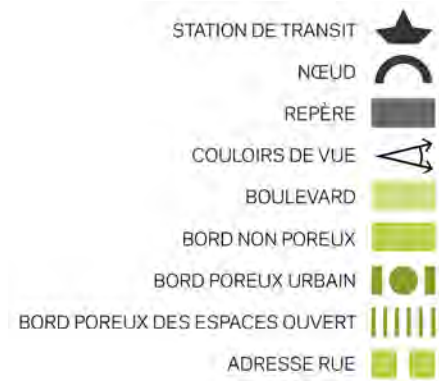 STATION DE TRANSIT
NŒUD
REPÈRE
COULOIRS DE VUE
BOULEVARD
BORD NON POREUX
BORD POREUX URBAIN
BORD POREUX DES ESPACES OUVERT
ADRESSE RUE